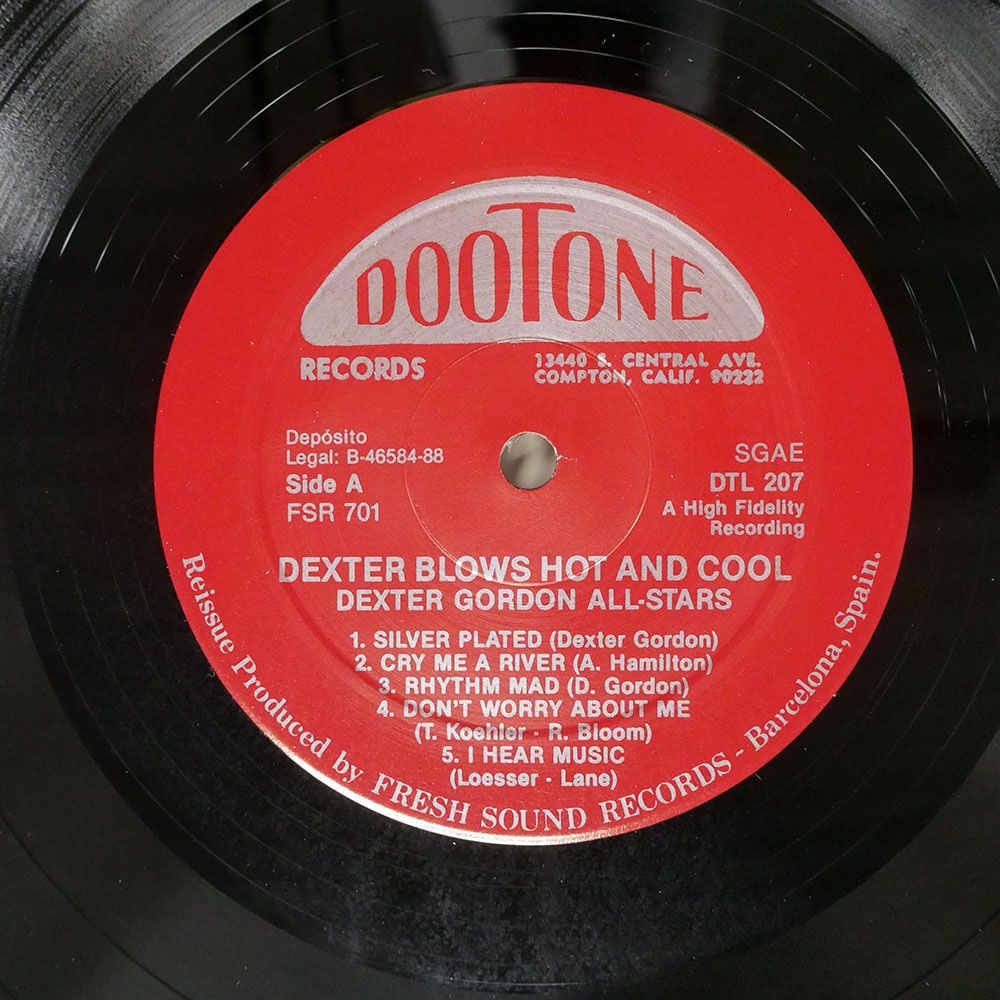 DOOTONE
RECORDS
13440 S. CENTRAL AVE.
COMPTON, CALIF. 90222
Depósito
Legal: B-46584-88
Side A
FSR 701
SGAE
DTL 207
A High Fidelity
Recording
DEXTER BLOWS HOT AND COOL
DEXTER GORDON ALL-STARS
1. SILVER PLATED (Dexter Gordon)
2. CRY ME A RIVER (A. Hamilton)
3. RHYTHM MAD (D. Gordon)
4. DON'T WORRY ABOUT ME
(T. Koehler - R. Bloom)
5. I HEAR MUSIC
(Loesser - Lane)
Reissue Produced by FRESH SOUND RECORDS - Barcelona, Spain.